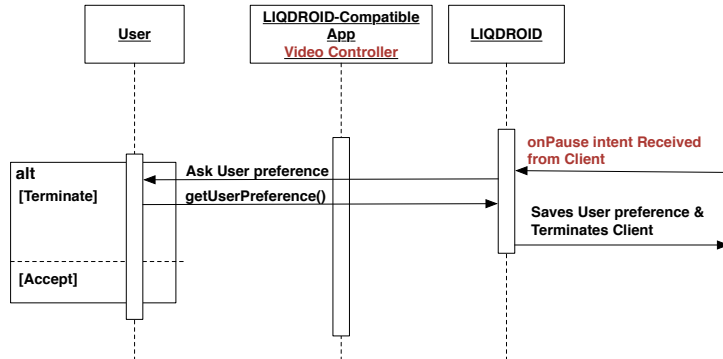 User
LIQDROID-Compatible
App
Video Controller
LIQDROID
onPause intent Received
from Client
alt
Ask User preference
[Terminate]
getUserPreference()
Saves User preference &
Terminates Client
[Accept]